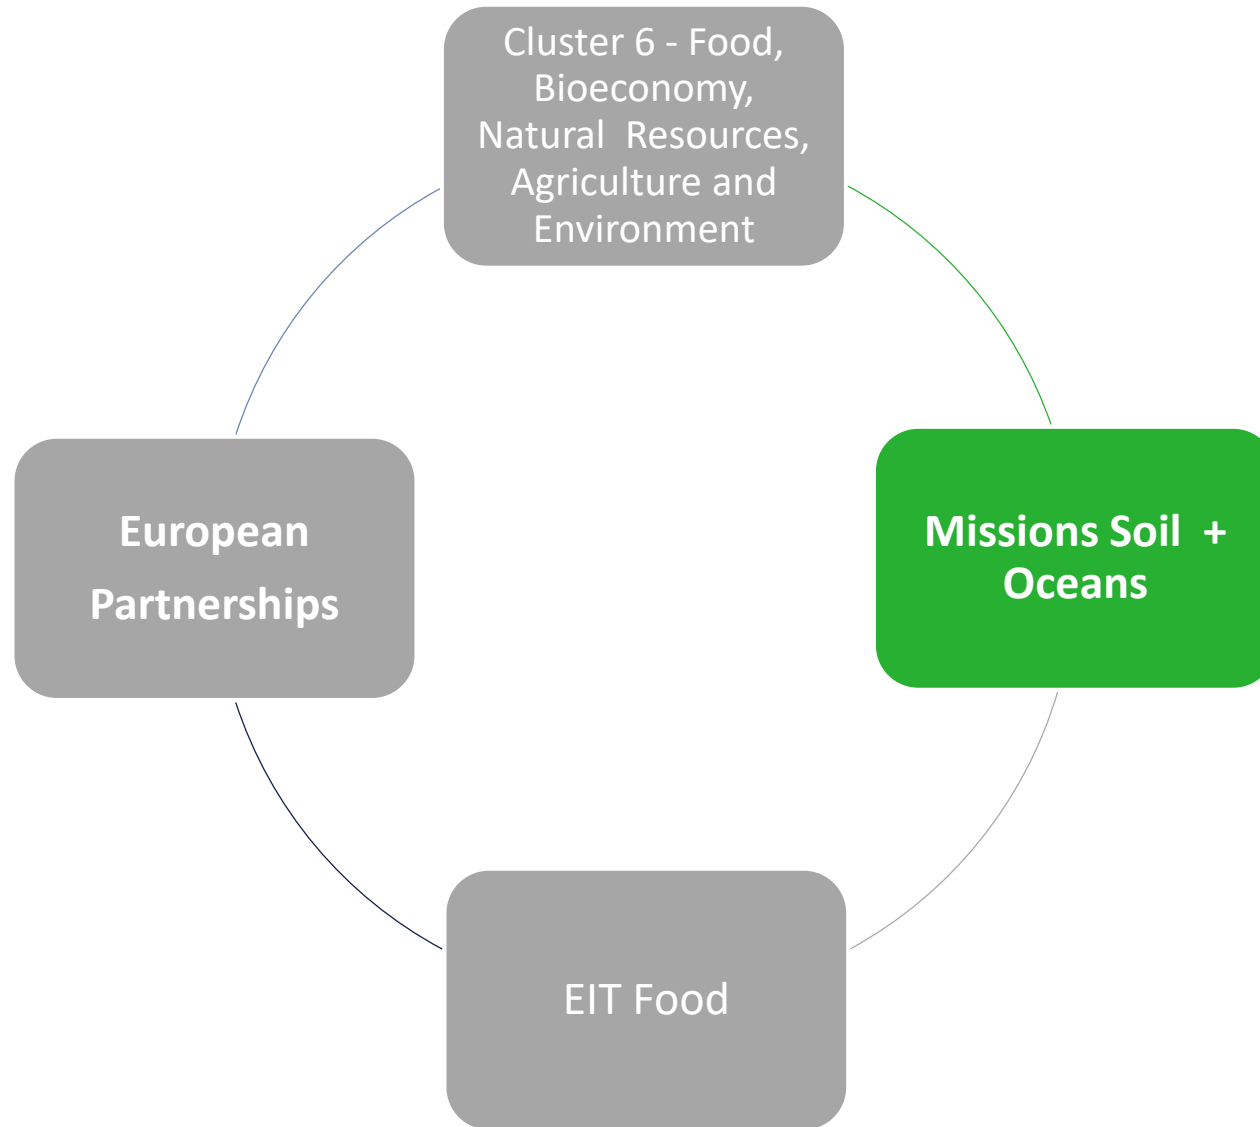 Cluster 6 - Food,
Bioeconomy,
Natural  Resources,
Agriculture and
Environment
European
Partnerships
Missions Soil  +
Oceans
EIT Food